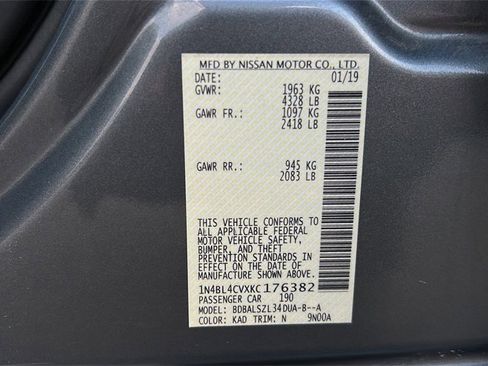 MFD BY NISSAN MOTOR CO., LTD.
DATE: 01/19
GVWR: 1963 KG
4328 LB
GAWR FR: 1097 KG
2418 LB
GAWR RR.: 945 KG
2083 LB
THIS VEHICLE CONFORMS TO
ALL APPLICABLE FEDERAL
MOTOR VEHICLE SAFETY,
BUMPER, AND THEFT
PREVENTION STANDARDS IN
EFFECT ON THE DATE OF
MANUFACTURE SHOWN ABOVE.
1N4BL4CVXKC176382
PASSENGER CAR 190
MODEL: BDBALSZL34DUA-8--A
COLOR: KAD TRIM: N 9N00A